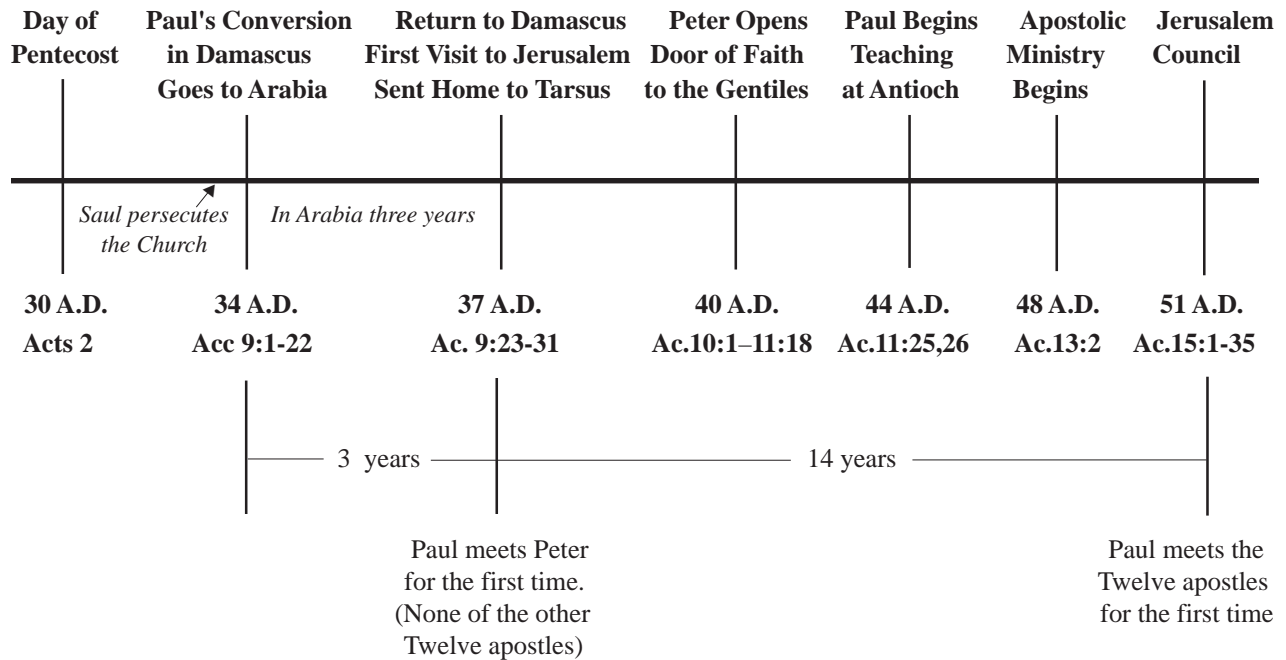 Day of
Pentecost
Paul's Conversion
in Damascus
Goes to Arabia
Return to Damascus
First Visit to Jerusalem
Sent Home to Tarsus
Peter Opens
Door of Faith
to the Gentiles
Paul Begins
Teaching
at Antioch
Apostolic
Ministry
Begins
Jerusalem
Council
Saul persecutes
the Church
In Arabia three years
30 A.D.
Acts 2
34 A.D.
Acc 9:1-22
37 A.D.
Ac. 9:23-31
40 A.D.
Ac.10:1–11:18
44 A.D.
Ac.11:25,26
48 A.D.
Ac.13:2
51 A.D.
Ac.15:1-35
3 years
14 years
Paul meets Peter
for the first time.
(None of the other
Twelve apostles)
Paul meets the
Twelve apostles
for the first time